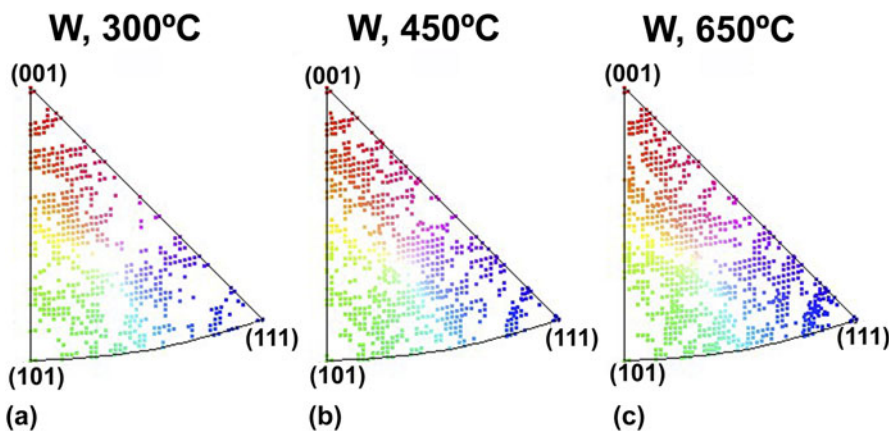 W, 300ºC
W, 450ºC
W, 650ºC
(001)
(001)
(001)
(111)
(111)
(111)
(101)
(101)
(101)
(a)
(b)
(c)